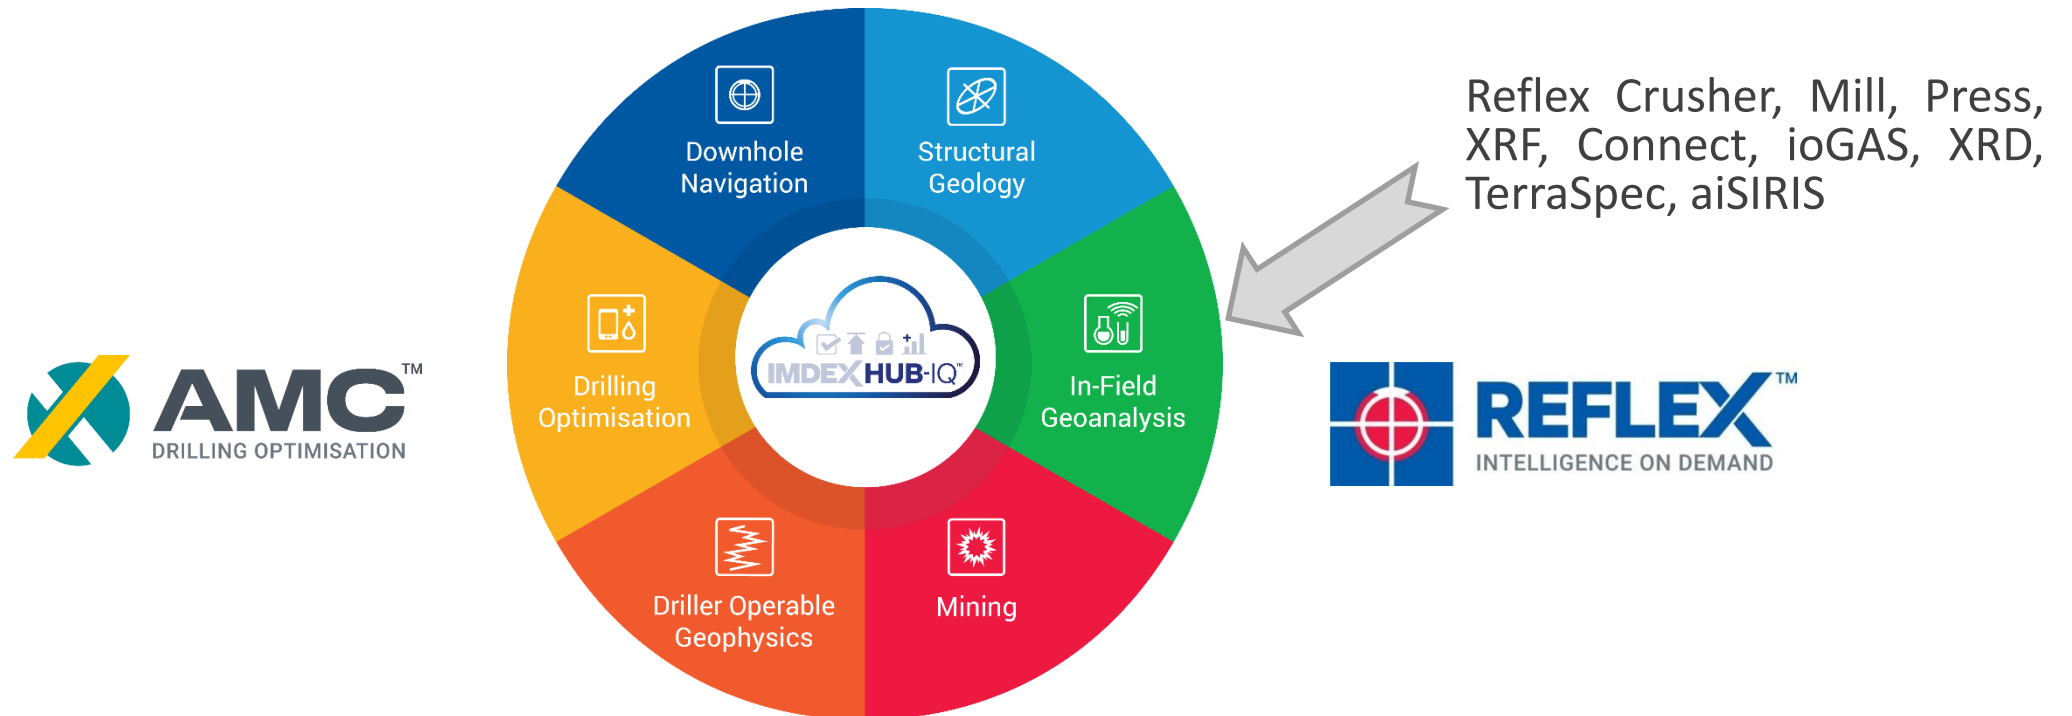 Downhole
Navigation
Structural
Geology
Reflex Crusher, Mill, Press,
XRF, Connect, ioGAS, XRD,
TerraSpec, aiSIRIS
Drilling
Optimisation
IMDEX HUB-IQ™
In-Field
Geoanalysis
AMC™
DRILLING OPTIMISATION
REFLEX™
INTELLIGENCE ON DEMAND
Driller Operable
Geophysics
Mining